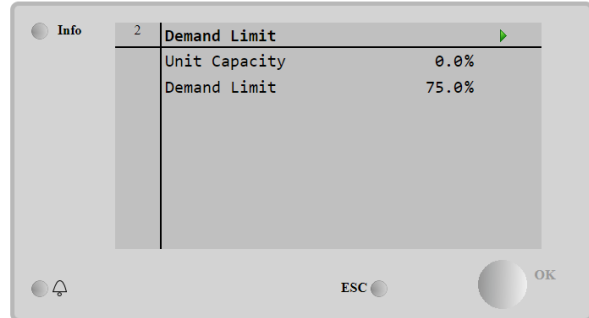 Info
2 Demand Limit
Unit Capacity 0.0%
Demand Limit 75.0%
ESC
OK